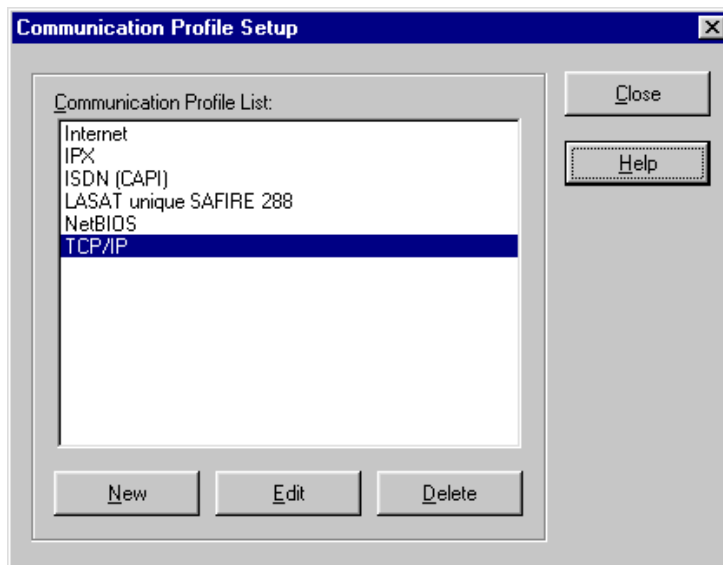 Communication Profile Setup
Communication Profile List:
Internet
IPX
ISDN (CAPI)
LASAT unique SAFIRE 288
NetBIOS
TCP/IP
New
Edit
Delete
Close
Help